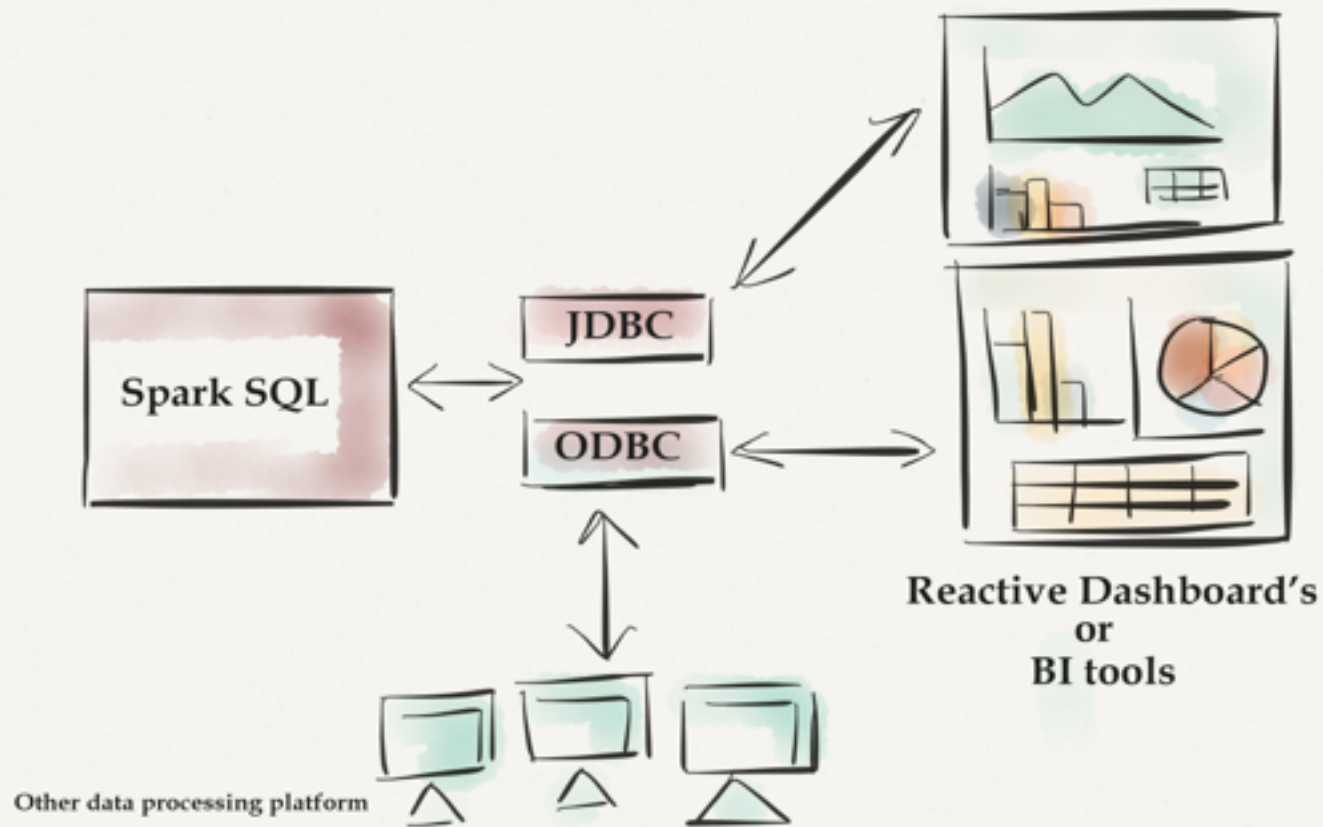 JDBC
Spark SQL
ODBC
Reactive Dashboard's
or
BI tools
Other data processing platform